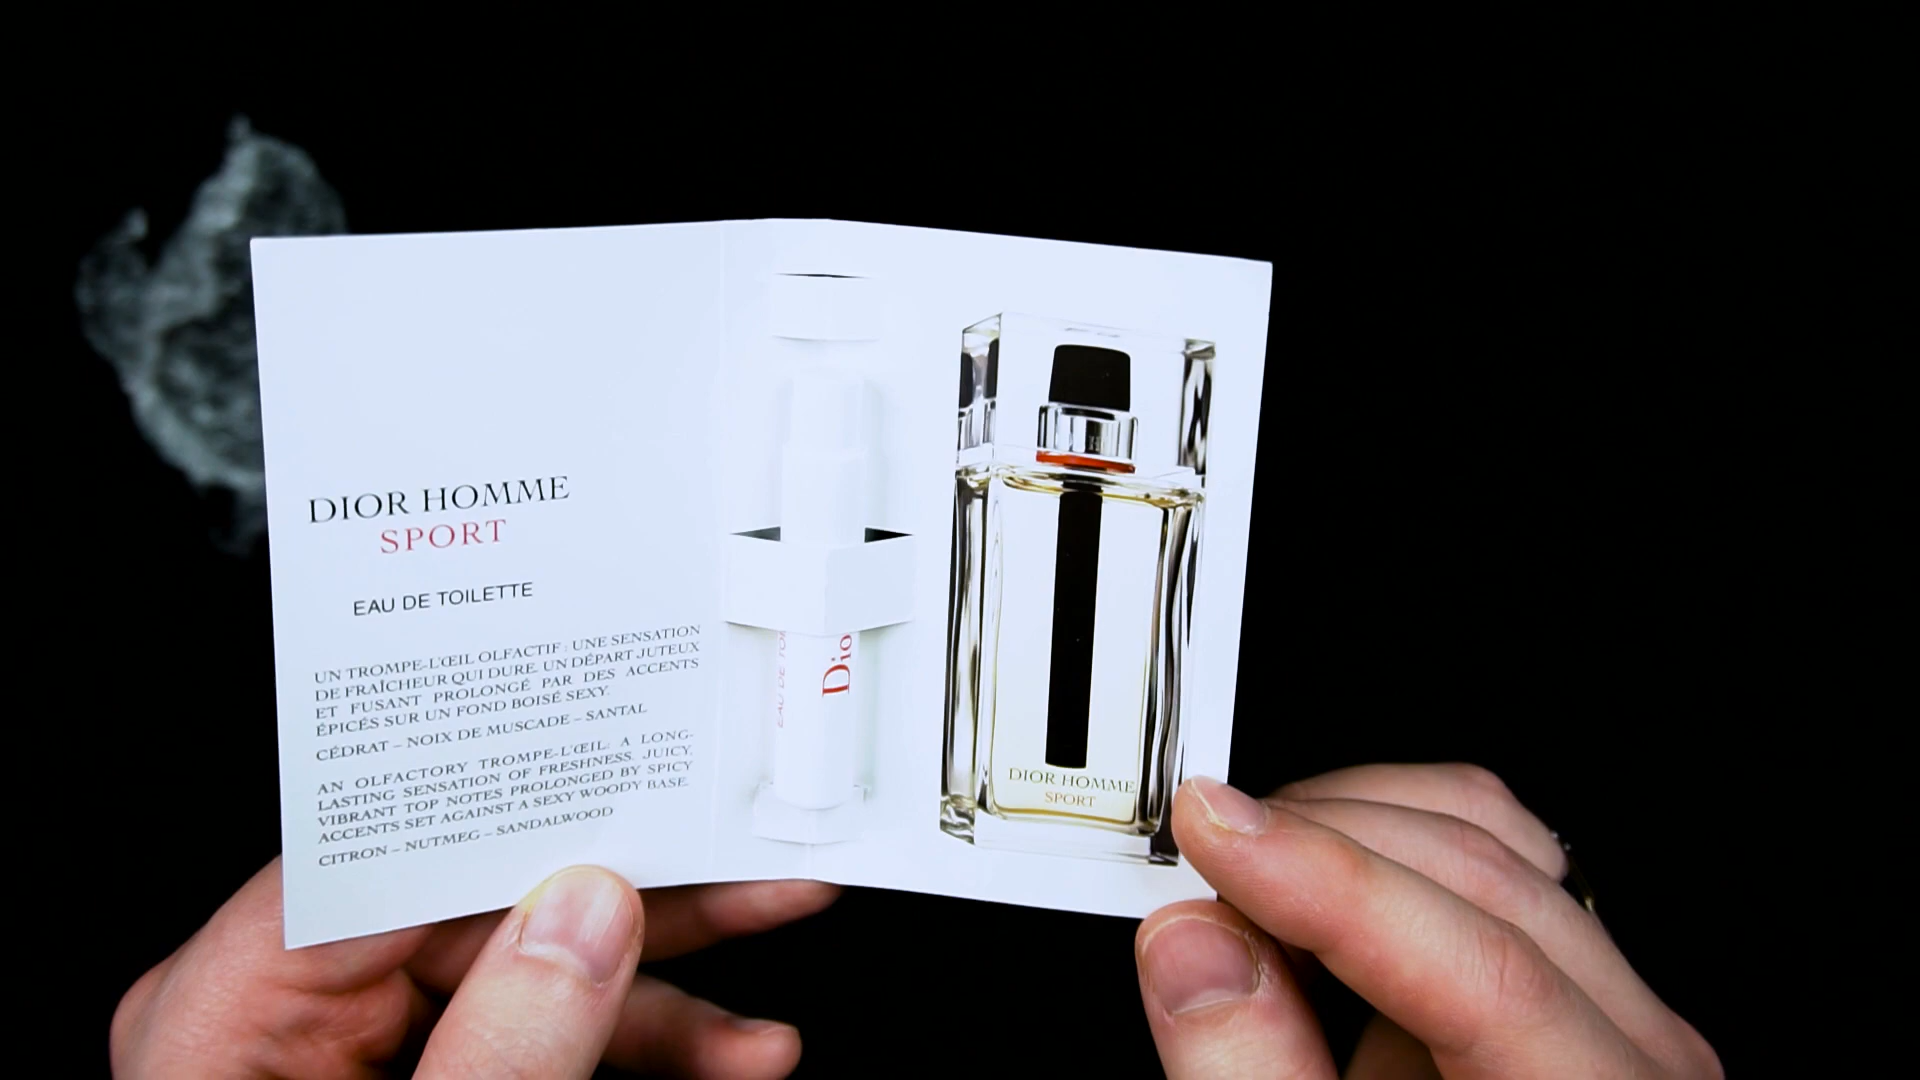 DIOR HOMME
SPORT
EAU DE TOILETTE
UN TROMPE-L'ŒIL OLFACTIF : UNE SENSATION
DE FRAÎCHEUR QUI DURE. UN DÉPART JUTEUX
ET FUSANT PROLONGÉ PAR DES ACCENTS
ÉPICÉS SUR UN FOND BOISÉ SEXY.
CÉDRAT – NOIX DE MUSCADE – SANTAL
AN OLFACTORY TROMPE-L'ŒIL: A LONG-
LASTING SENSATION OF FRESHNESS. JUICY,
VIBRANT TOP NOTES PROLONGED BY SPICY
ACCENTS SET AGAINST A SEXY WOODY BASE.
CITRON – NUTMEG – SANDALWOOD
EAU DE TOI
Dio
DIOR HOMME
SPORT